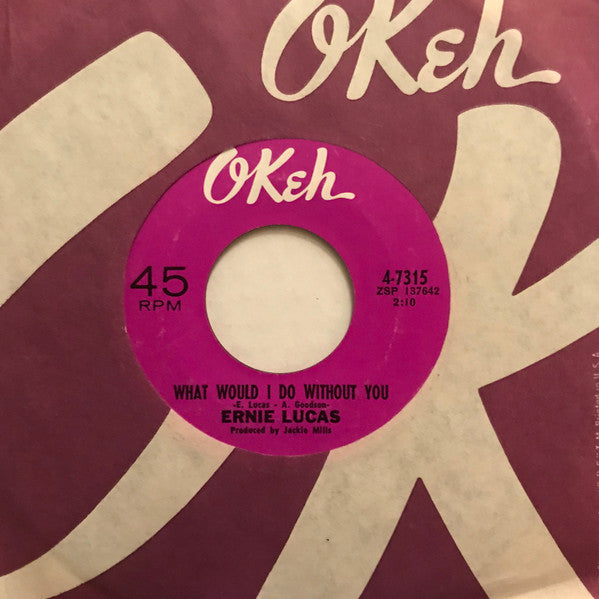 OKeh
OKeh
45
RPM
4-7315
ZSP 137642
2:10
WHAT WOULD I DO WITHOUT YOU
-E. Lucas - A. Goodson-
ERNIE LUCAS
Produced by Jackie Mills